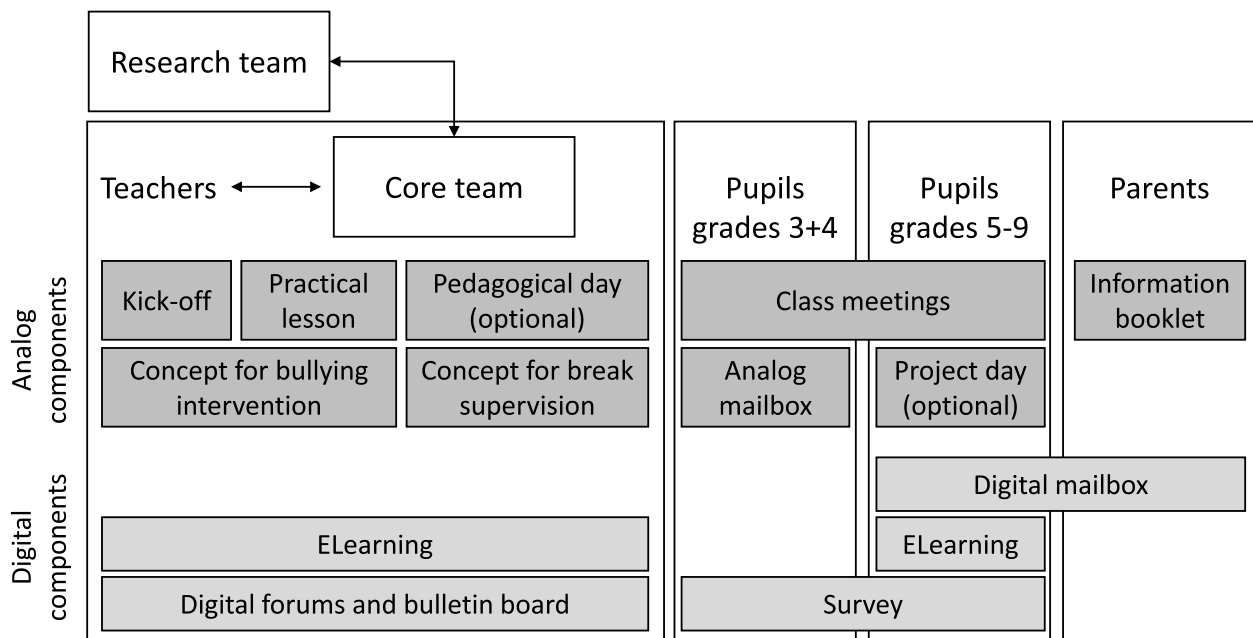 Research team
Teachers
Core team
Pupils
grades 3+4
Pupils
grades 5-9
Parents
Analog
components
Kick-off
Practical
lesson
Pedagogical day
(optional)
Class meetings
Information
booklet
Concept for bullying
intervention
Concept for break
supervision
Analog
mailbox
Project day
(optional)
Digital
components
Digital mailbox
ELearning
ELearning
Digital forums and bulletin board
Survey